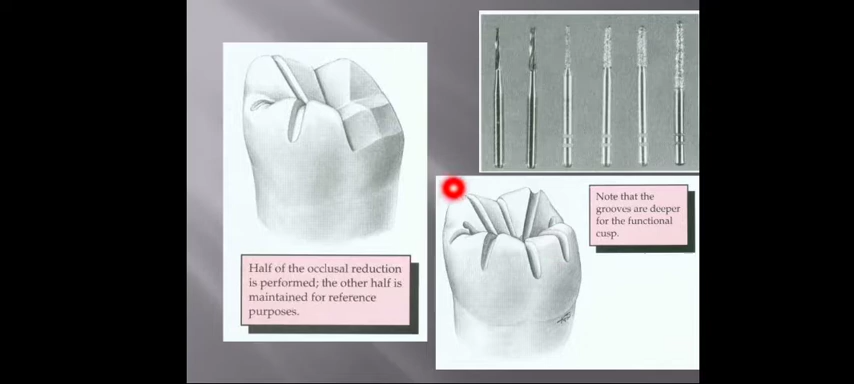 Half of the occlusal reduction
is performed; the other half is
maintained for reference
purposes.
Note that the
grooves are deeper
for the functional
cusp.